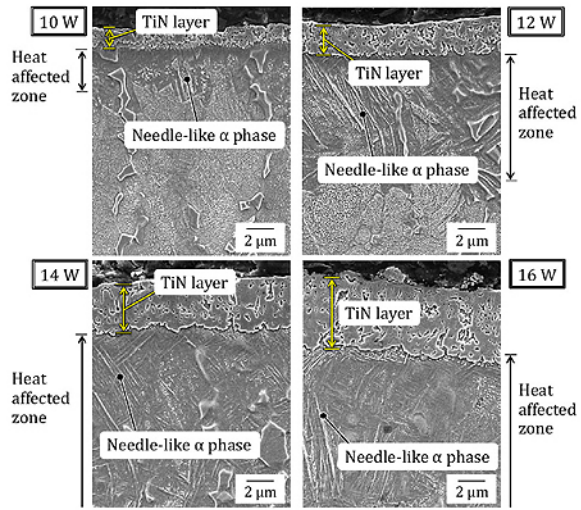 10 W
TiN layer
Heat
affected
zone
Needle-like α phase
2 μm
12 W
TiN layer
Heat
affected
zone
Needle-like α phase
2 μm
14 W
TiN layer
Heat
affected
zone
Needle-like α phase
2 μm
16 W
TiN layer
Heat
affected
zone
Needle-like α phase
2 μm